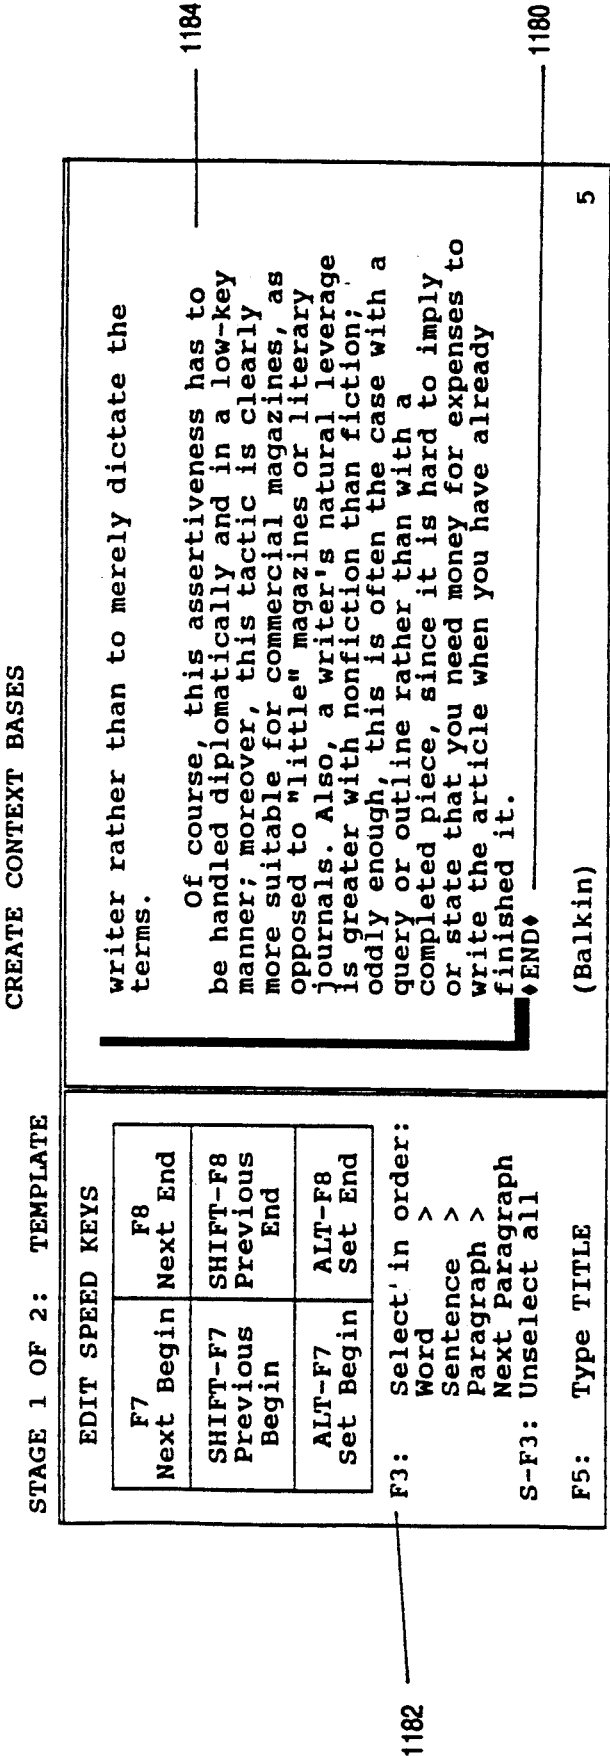 CREATE CONTEXT BASES
STAGE 1 OF 2: TEMPLATE
EDIT SPEED KEYS
F7
Next Begin
F8
Next End
SHIFT-F7
Previous
Begin
SHIFT-F8
Previous
End
ALT-F7
Set Begin
ALT-F8
Set End
F3: Select in order:
Word >
Sentence >
Paragraph >
Next Paragraph
S-F3: Unselect all
F5: Type TITLE
writer rather than to merely dictate the
terms.
Of course, this assertiveness has to
be handled diplomatically and in a low-key
manner; moreover, this tactic is clearly
more suitable for commercial magazines, as
opposed to "little" magazines or literary
journals. Also, a writer's natural leverage
is greater with nonfiction than fiction;
oddly enough, this is often the case with a
query or outline rather than with a
completed piece, since it is hard to imply
or state that you need money for expenses to
write the article when you have already
finished it.
♦END♦
(Balkin) 5
1184
1180
1182